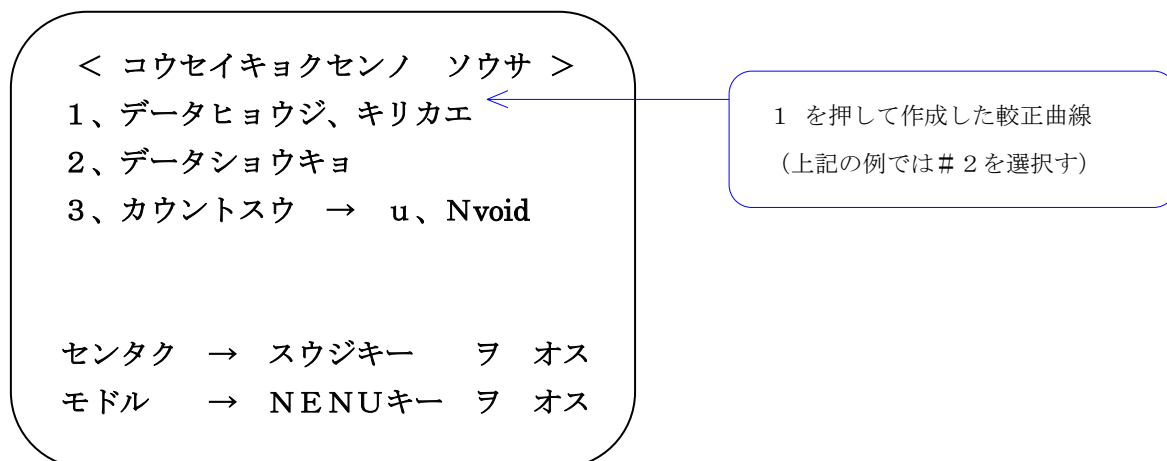 ＜ コウセイキョクセンノ　ソウサ ＞
１、データヒョウジ、キリカエ
２、データショウキョ
３、カウントスウ　→　ｕ、Nvoid
センタク　→　スウジキー　ヲ　オス
モドル　→　ＮＥＮＵキー　ヲ　オス
１ を押して作成した較正曲線
（上記の例では＃２を選択す）